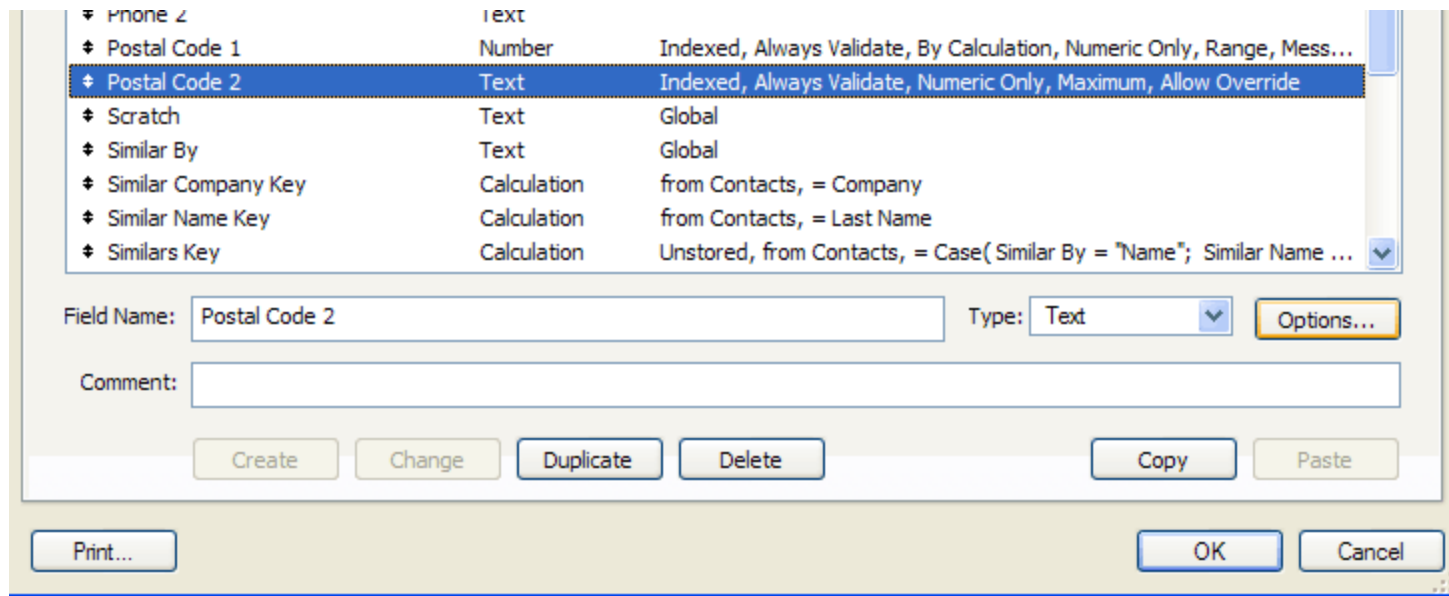 Phone 2 Text
Postal Code 1 Number Indexed, Always Validate, By Calculation, Numeric Only, Range, Mess...
Postal Code 2 Text Indexed, Always Validate, Numeric Only, Maximum, Allow Override
Scratch Text Global
Similar By Text Global
Similar Company Key Calculation from Contacts, = Company
Similar Name Key Calculation from Contacts, = Last Name
Similars Key Calculation Unstored, from Contacts, = Case( Similar By = "Name"; Similar Name ...
Field Name: Postal Code 2 Type: Text Options...
Comment:
Create Change Duplicate Delete Copy Paste
Print... OK Cancel